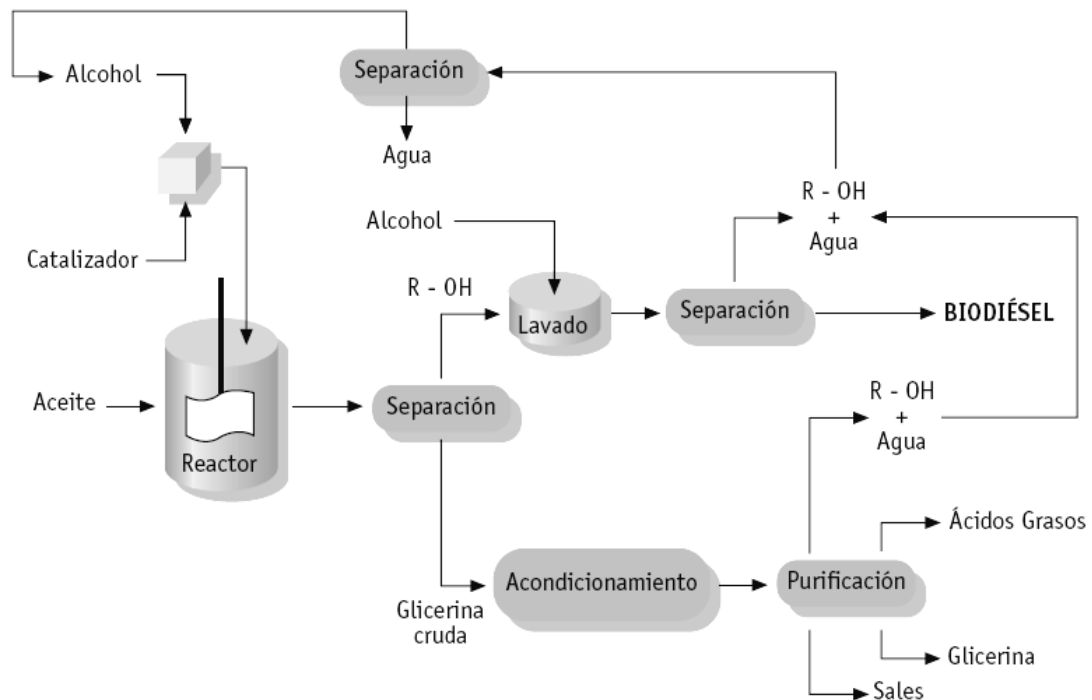 Separación
Alcohol
Agua
R - OH
+
Agua
Alcohol
Catalizador
R - OH
Lavado
Separación
BIODIÉSEL
Aceite
Separación
R - OH
+
Agua
Reactor
Ácidos Grasos
Acondicionamiento
Purificación
Glicerina
cruda
Glicerina
Sales